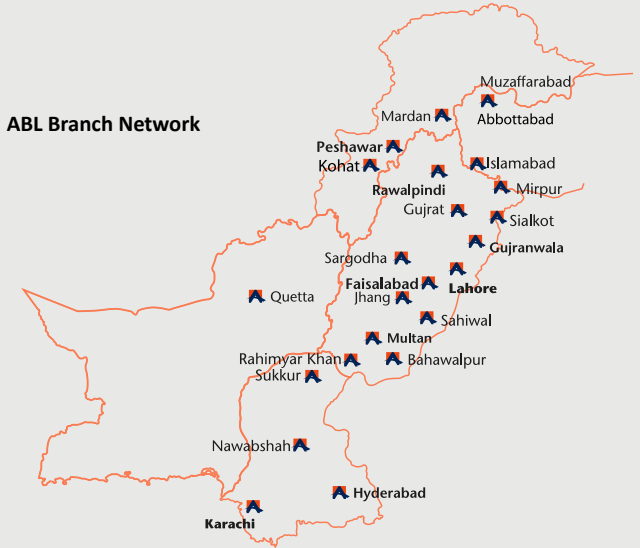 Muzaffarabad
Abbottabad
Mardan
ABL Branch Network
Peshawar
Islamabad
Kohat
Rawalpindi
Mirpur
Gujrat
Sialkot
Gujranwala
Sargodha
Faisalabad
Lahore
Jhang
Quetta
Sahiwal
Multan
Rahimyar Khan
Bahawalpur
Sukkur
Nawabshah
Hyderabad
Karachi